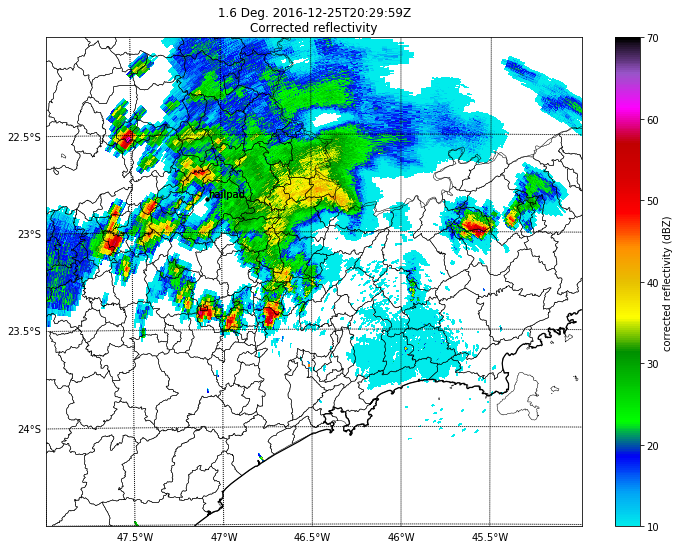 1.6 Deg. 2016-12-25T20:29:59Z
Corrected reflectivity
22.5°S
23°S
23.5°S
24°S
47.5°W
47°W
46.5°W
46°W
45.5°W
hailpad
70
60
50
40
30
20
10
corrected reflectivity (dBZ)